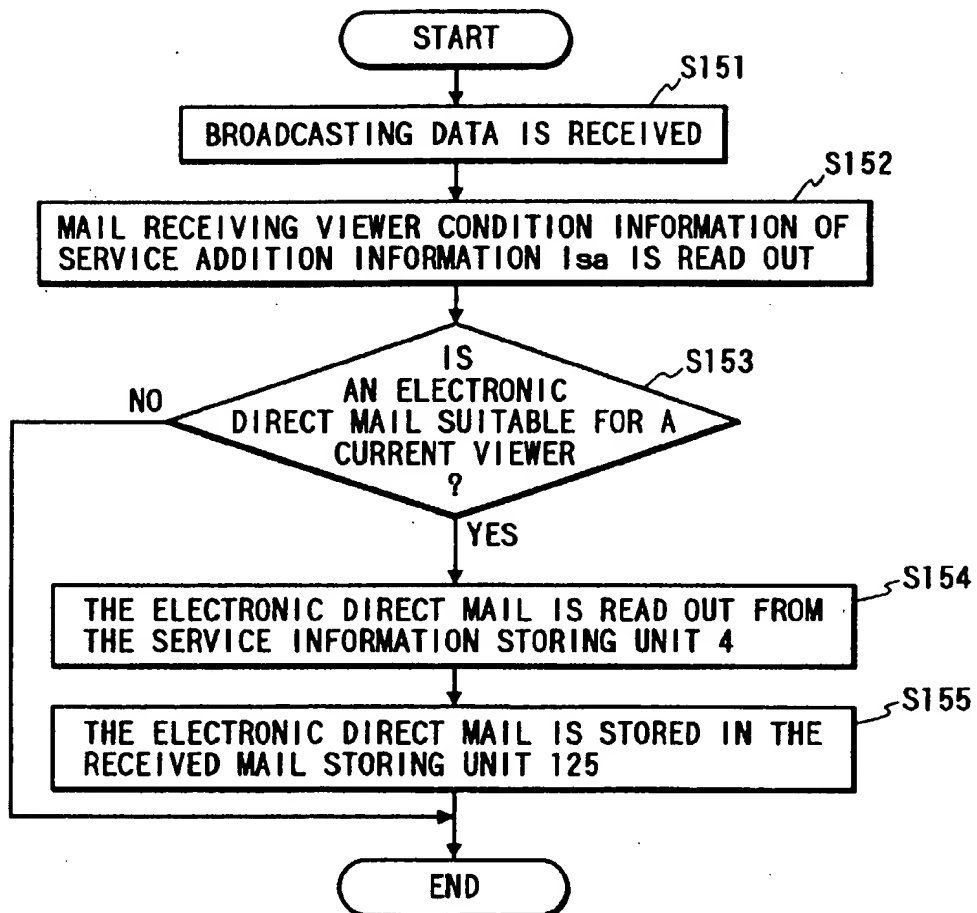 START
S151
BROADCASTING DATA IS RECEIVED
S152
MAIL RECEIVING VIEWER CONDITION INFORMATION OF
SERVICE ADDITION INFORMATION Isa IS READ OUT
S153
IS
AN ELECTRONIC
DIRECT MAIL SUITABLE FOR A
CURRENT VIEWER
?
NO
YES
S154
THE ELECTRONIC DIRECT MAIL IS READ OUT FROM
THE SERVICE INFORMATION STORING UNIT 4
S155
THE ELECTRONIC DIRECT MAIL IS STORED IN THE
RECEIVED MAIL STORING UNIT 125
END